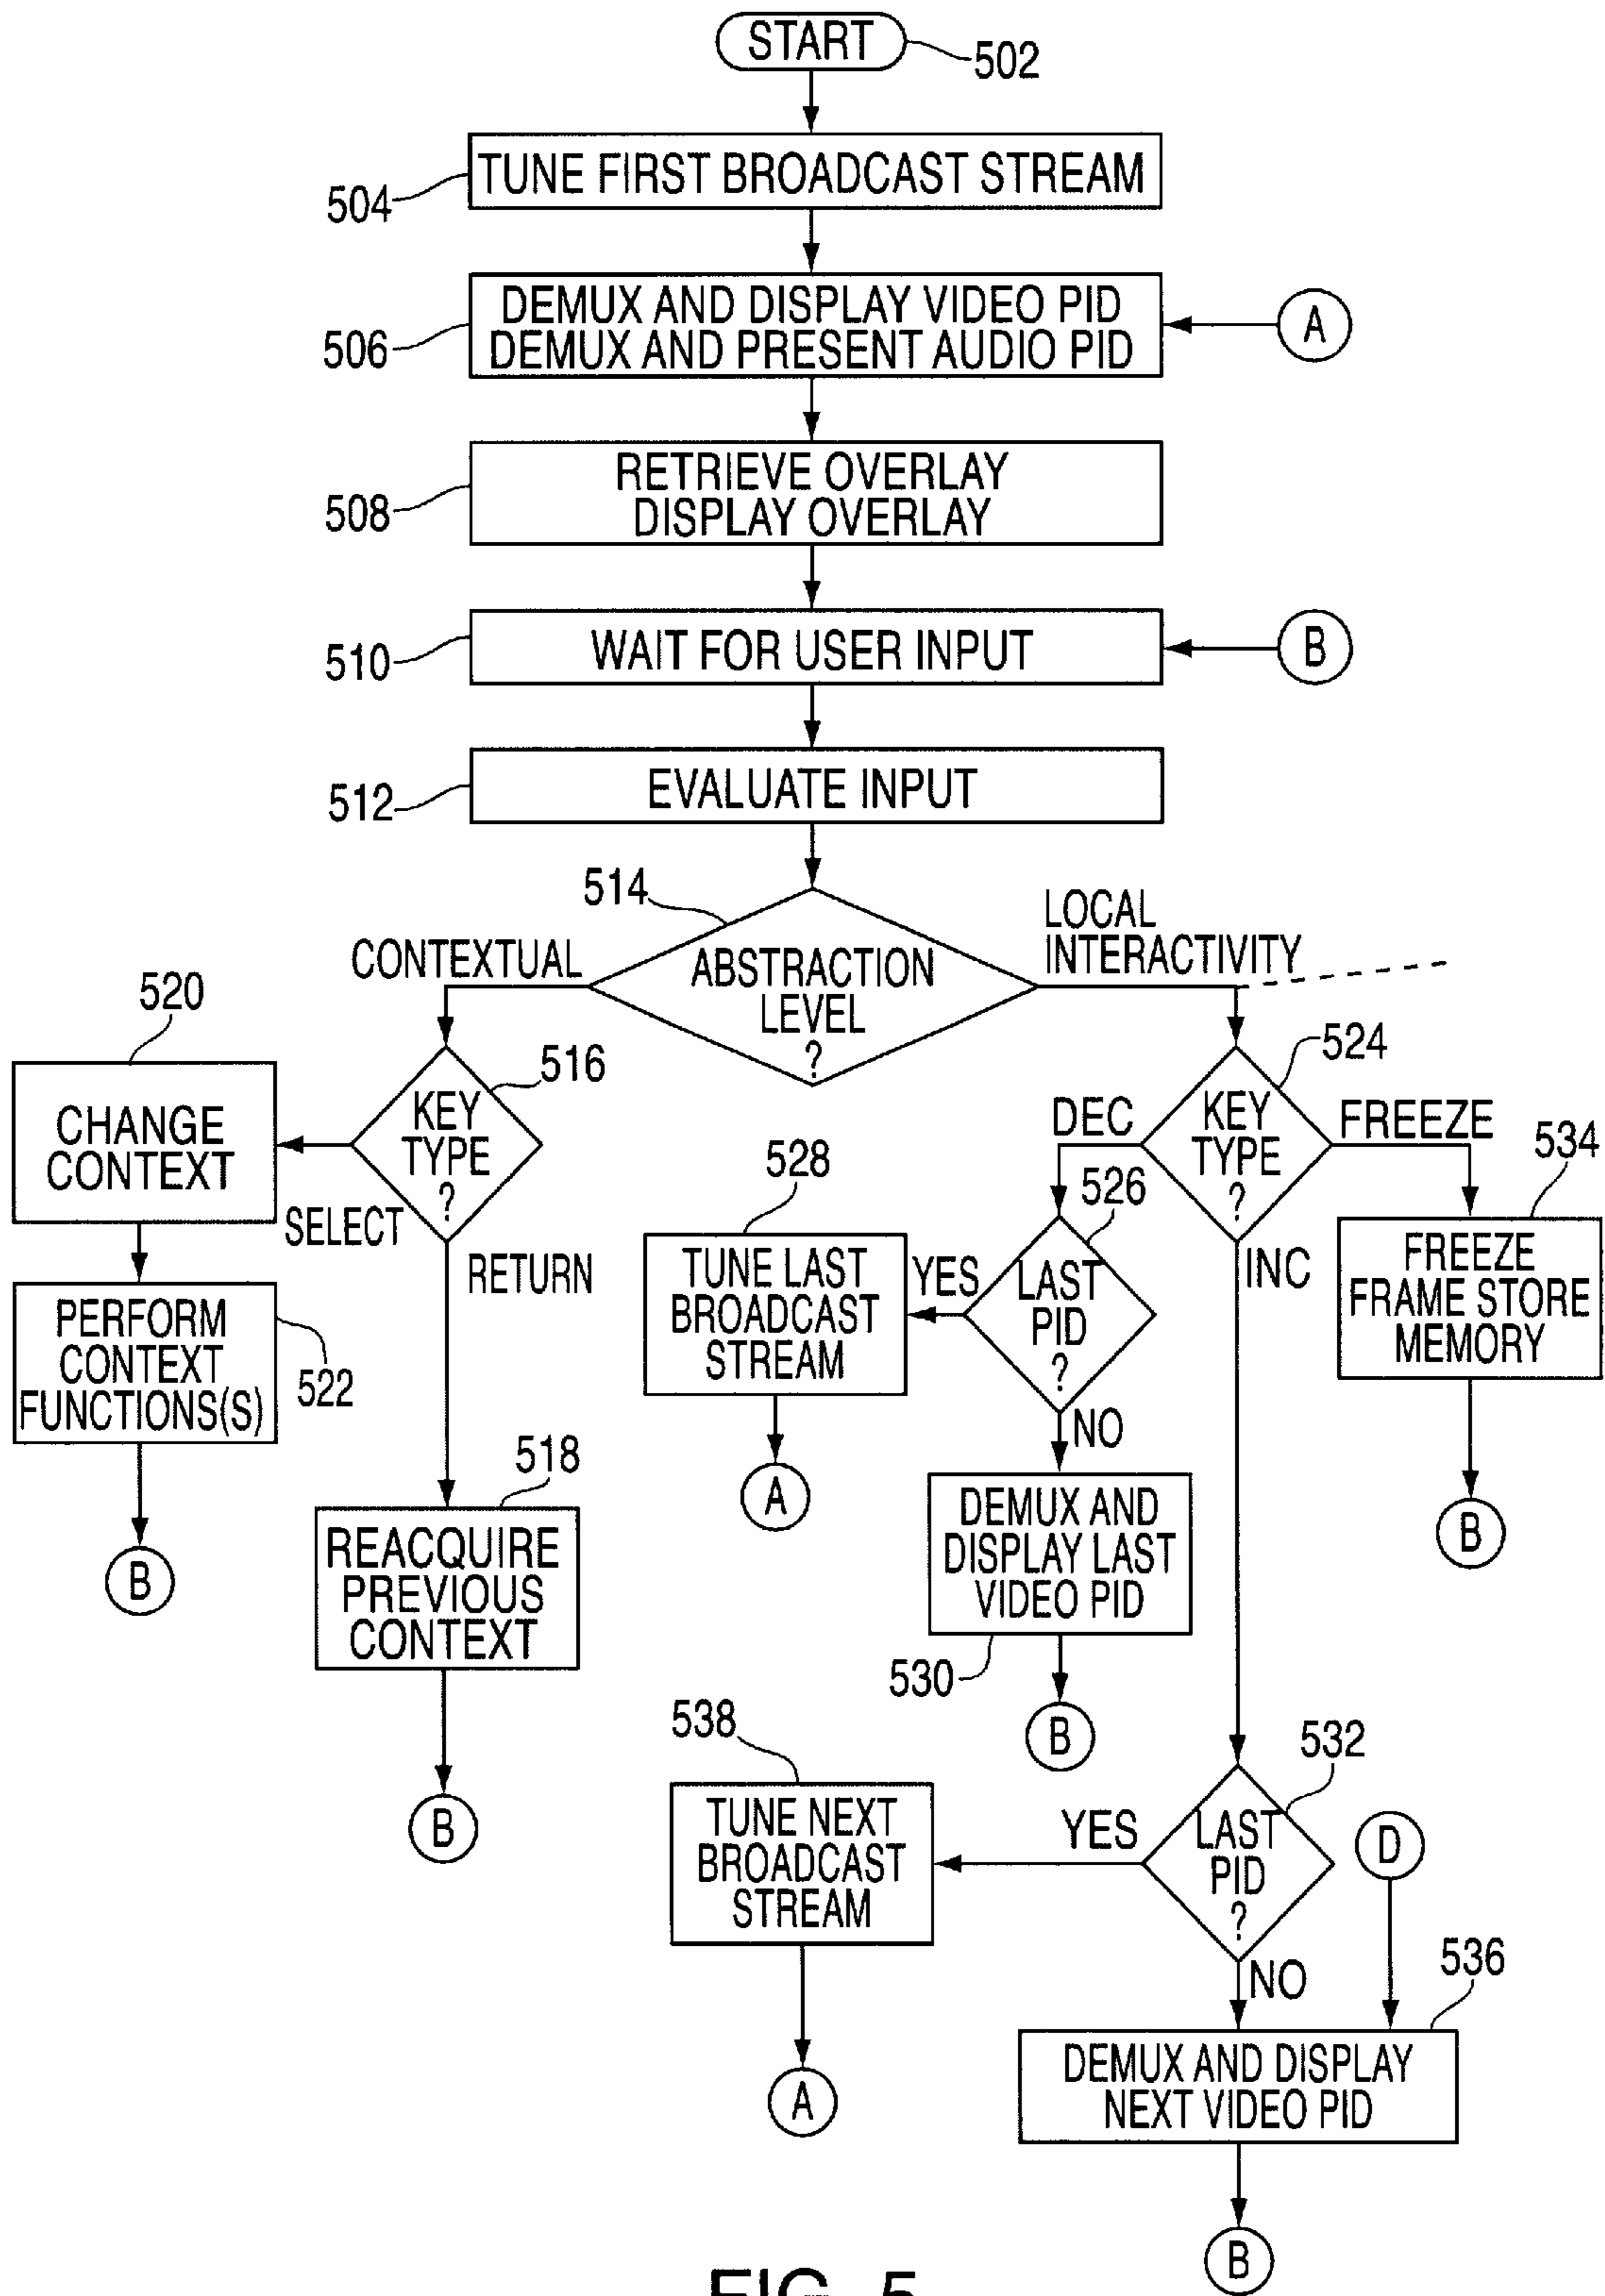 START
502
TUNE FIRST BROADCAST STREAM
504
DEMUX AND DISPLAY VIDEO PID
DEMUX AND PRESENT AUDIO PID
506
A
RETRIEVE OVERLAY
DISPLAY OVERLAY
508
WAIT FOR USER INPUT
510
B
EVALUATE INPUT
512
514
ABSTRACTION
LEVEL
?
CONTEXTUAL
LOCAL
INTERACTIVITY
520
CHANGE
CONTEXT
516
KEY
TYPE
?
SELECT
RETURN
PERFORM
CONTEXT
FUNCTIONS(S)
522
B
518
REACQUIRE
PREVIOUS
CONTEXT
B
524
KEY
TYPE
?
DEC
FREEZE
INC
534
FREEZE
FRAME STORE
MEMORY
B
526
LAST
PID
?
YES
NO
528
TUNE LAST
BROADCAST
STREAM
A
DEMUX AND
DISPLAY LAST
VIDEO PID
530
B
532
LAST
PID
?
YES
NO
538
TUNE NEXT
BROADCAST
STREAM
A
D
536
DEMUX AND DISPLAY
NEXT VIDEO PID
B
FIG. 5